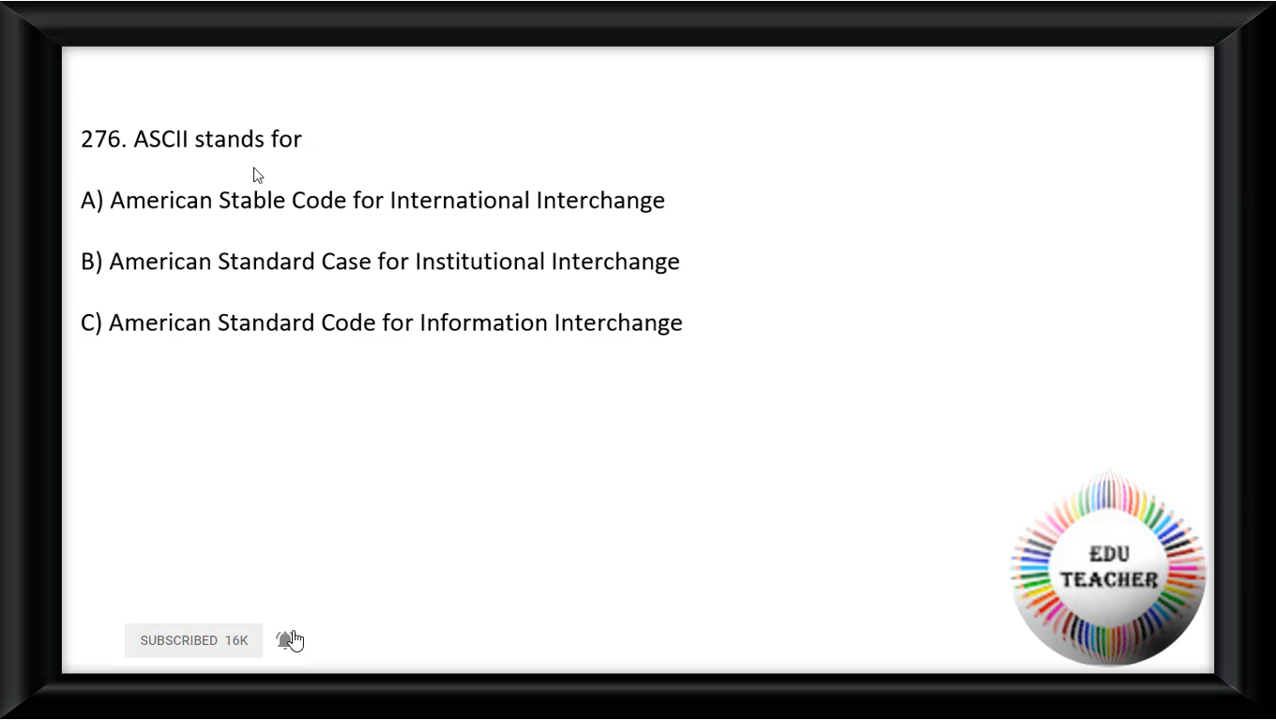 276. ASCII stands for
A) American Stable Code for International Interchange
B) American Standard Case for Institutional Interchange
C) American Standard Code for Information Interchange
EDU
TEACHER
SUBSCRIBED 16K